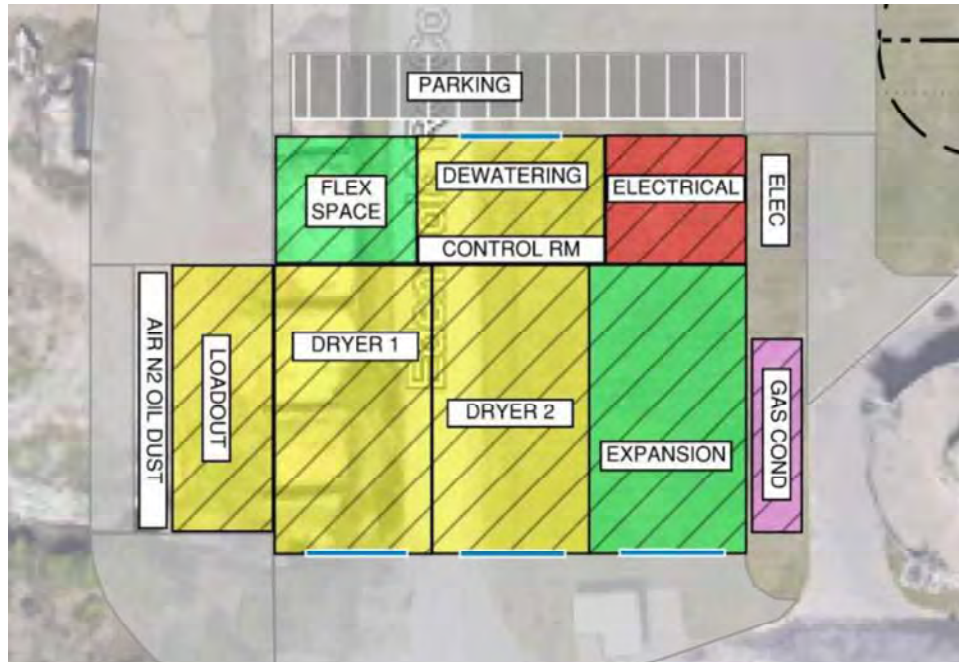 PARKING
FLEX
SPACE
DEWATERING
ELECTRICAL
ELEC
CONTROL RM
AIR N2 OIL DUST
LOADOUT
DRYER 1
DRYER 2
EXPANSION
GAS COND